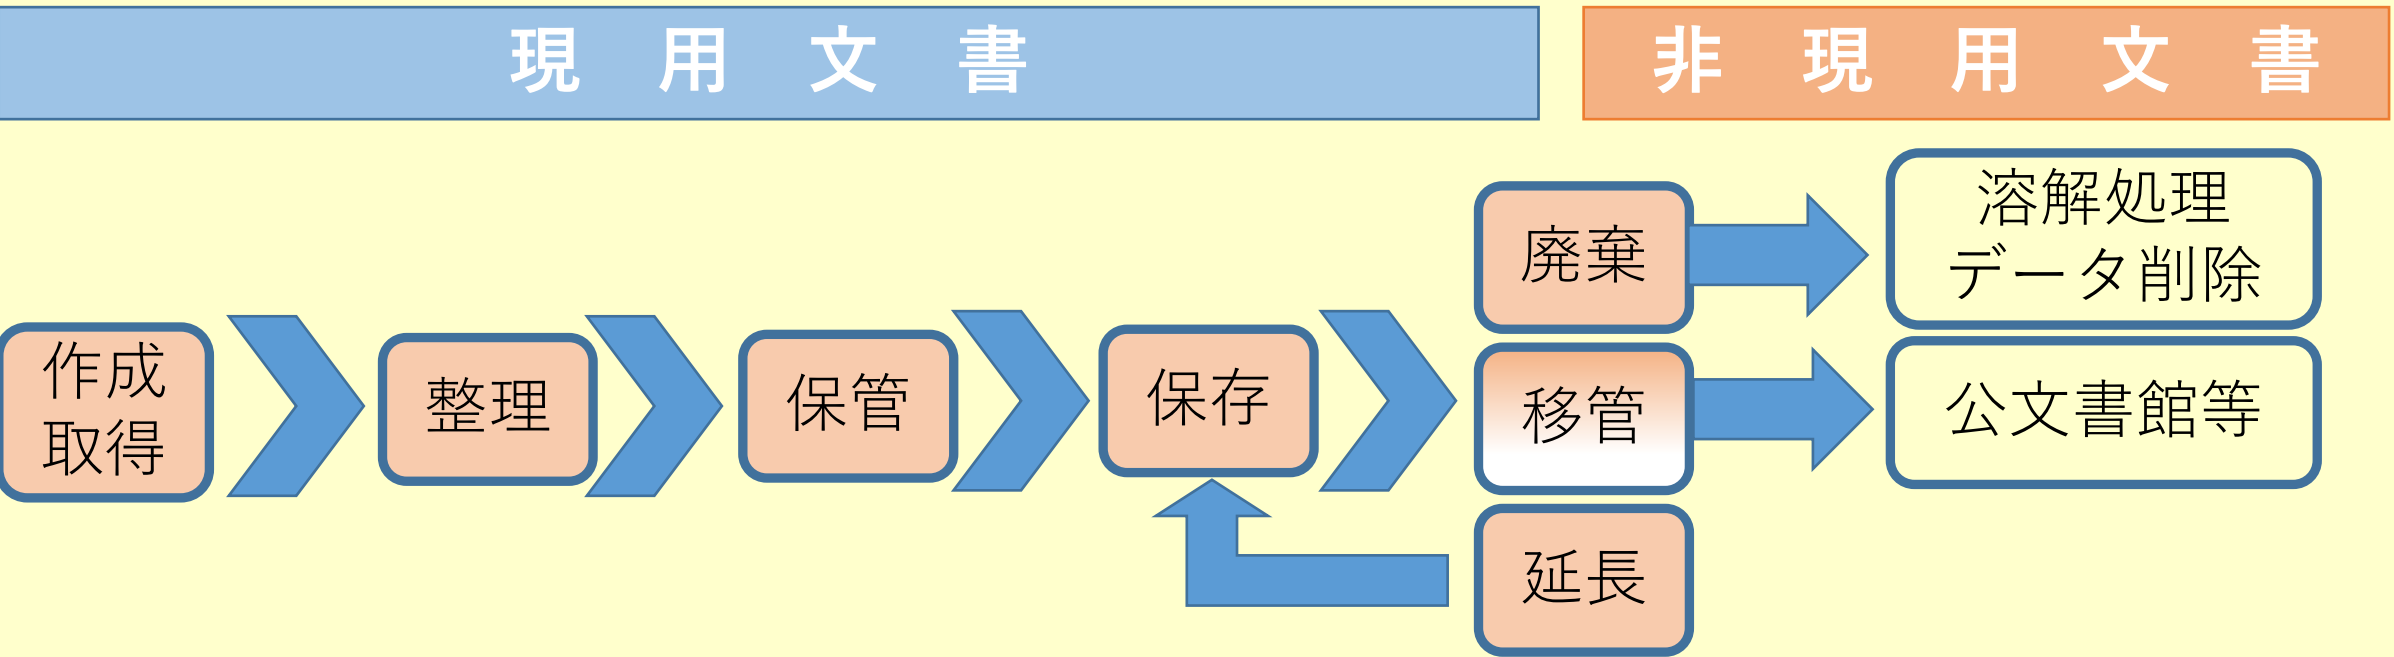 現用文書
非現用文書
作成
取得
整理
保管
保存
廃棄
移管
延長
溶解処理
データ削除
公文書館等